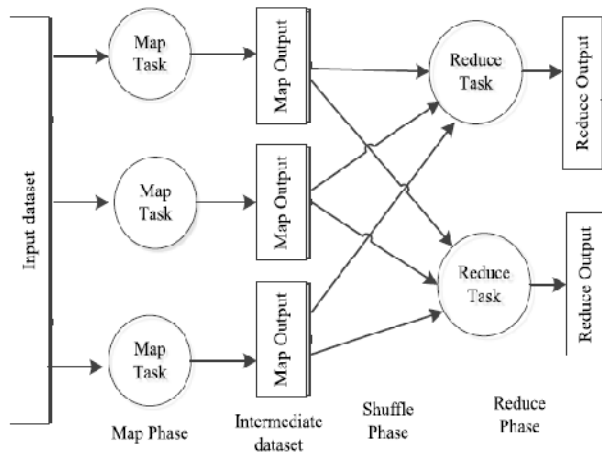 Input dataset
Map
Task
Map
Task
Map
Task
Map Output
Map Output
Map Output
Reduce
Task
Reduce
Task
Reduce Output
Reduce Output
Map Phase
Intermediate
dataset
Shuffle
Phase
Reduce
Phase